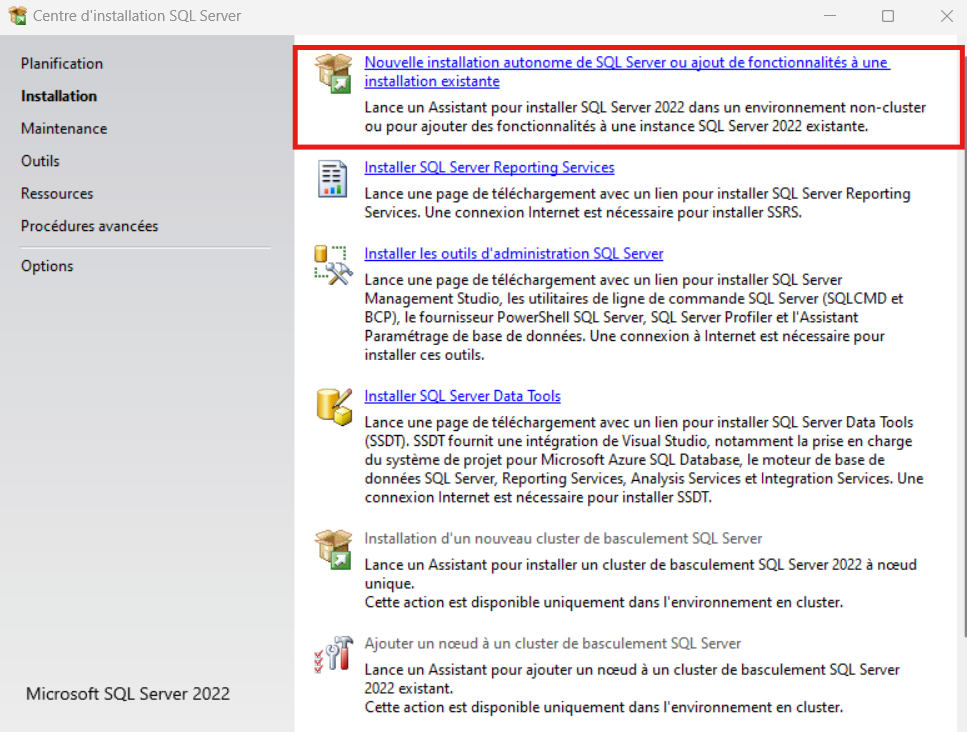 Centre d'installation SQL Server
Planification
Installation
Maintenance
Outils
Ressources
Procédures avancées
Options
Microsoft SQL Server 2022
Nouvelle installation autonome de SQL Server ou ajout de fonctionnalités à une
installation existante
Lance un Assistant pour installer SQL Server 2022 dans un environnement non-cluster
ou pour ajouter des fonctionnalités à une instance SQL Server 2022 existante.
Installer SQL Server Reporting Services
Lance une page de téléchargement avec un lien pour installer SQL Server Reporting
Services. Une connexion Internet est nécessaire pour installer SSRS.
Installer les outils d'administration SQL Server
Lance une page de téléchargement avec un lien pour installer SQL Server
Management Studio, les utilitaires de ligne de commande SQL Server (SQLCMD et
BCP), le fournisseur PowerShell SQL Server, SQL Server Profiler et l'Assistant
Paramétrage de base de données. Une connexion à Internet est nécessaire pour
installer ces outils.
Installer SQL Server Data Tools
Lance une page de téléchargement avec un lien pour installer SQL Server Data Tools
(SSDT). SSDT fournit une intégration de Visual Studio, notamment la prise en charge
du système de projet pour Microsoft Azure SQL Database, le moteur de base de
données SQL Server, Reporting Services, Analysis Services et Integration Services. Une
connexion Internet est nécessaire pour installer SSDT.
Installation d'un nouveau cluster de basculement SQL Server
Lance un Assistant pour installer un cluster de basculement SQL Server 2022 à nœud
unique.
Cette action est disponible uniquement dans l'environnement en cluster.
Ajouter un nœud à un cluster de basculement SQL Server
Lance un Assistant pour ajouter un nœud à un cluster de basculement SQL Server
2022 existant.
Cette action est disponible uniquement dans l'environnement en cluster.